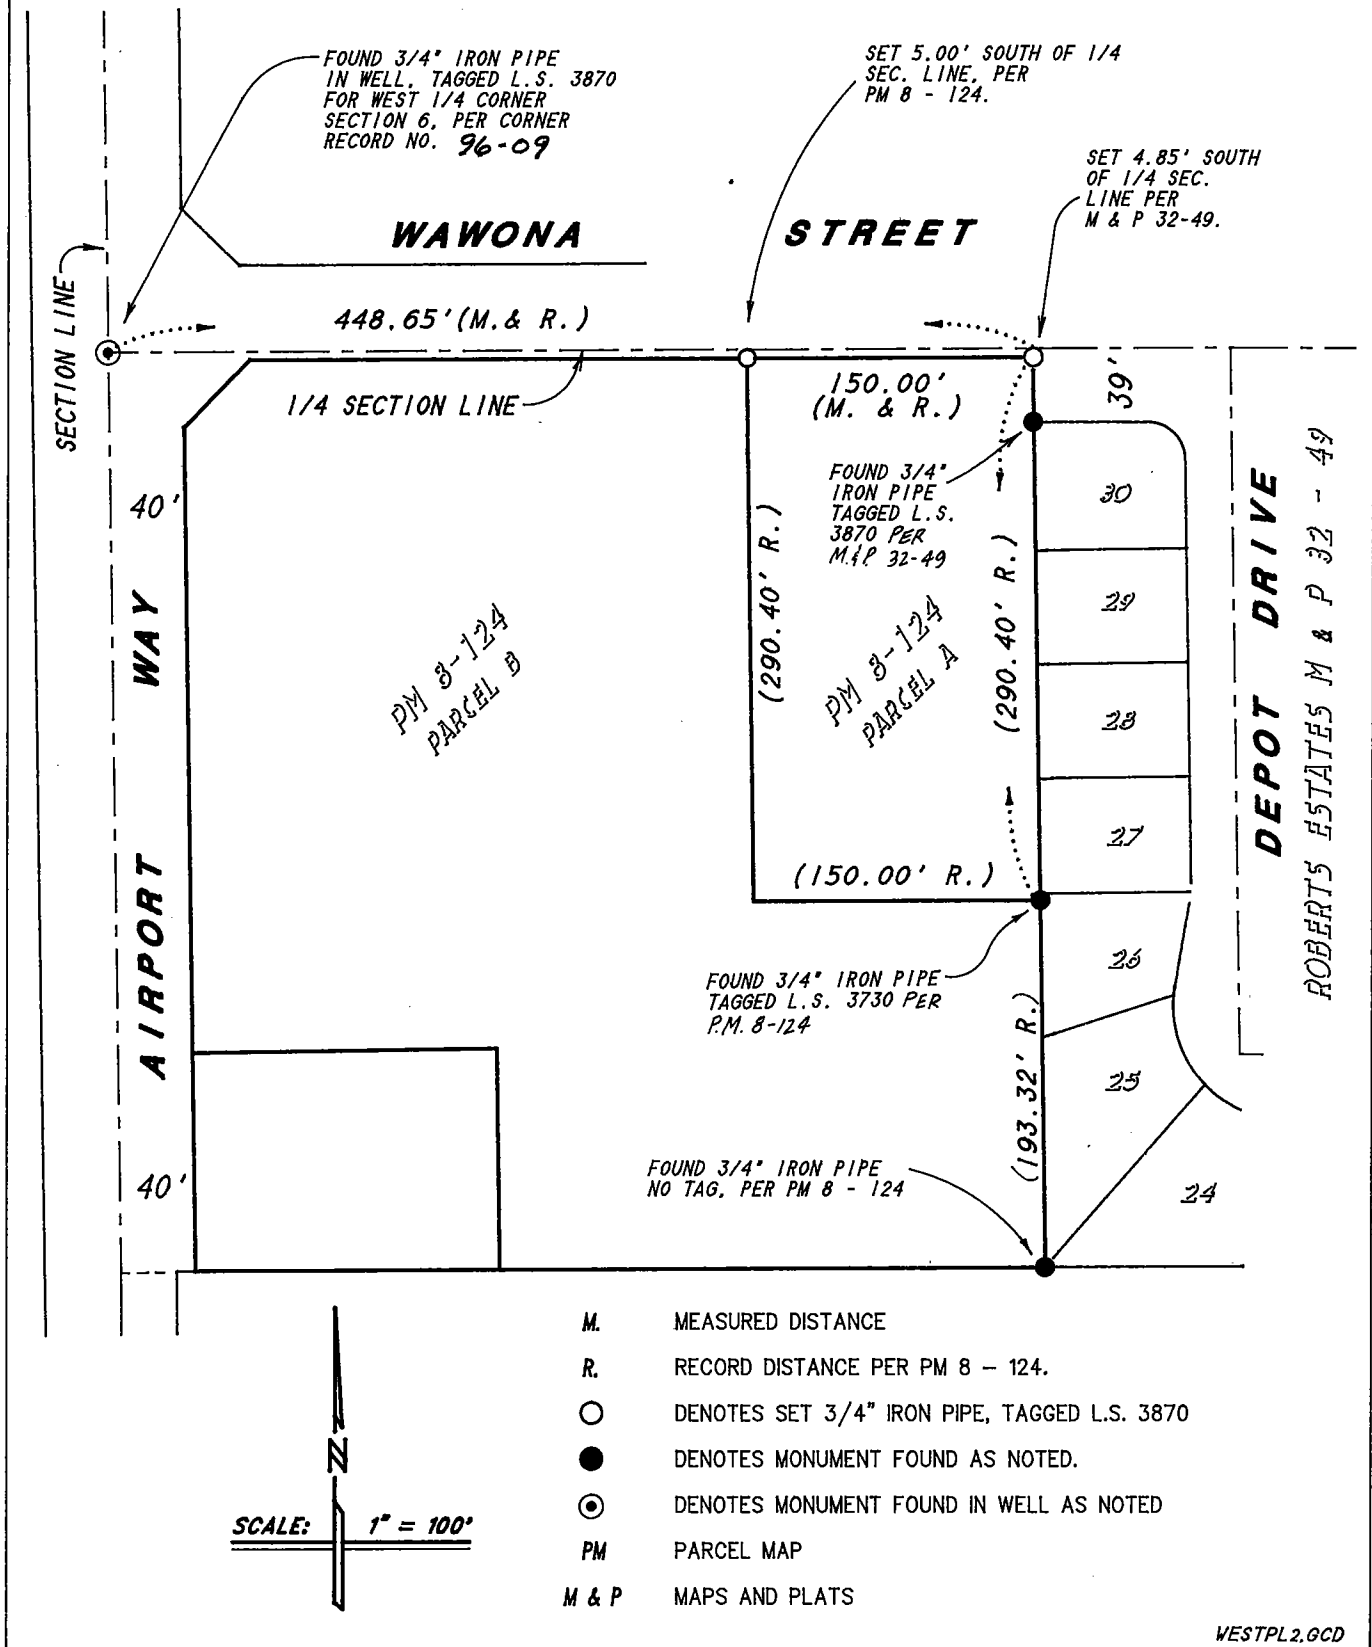 FOUND 3/4" IRON PIPE
IN WELL, TAGGED L.S. 3870
FOR WEST 1/4 CORNER
SECTION 6, PER CORNER
RECORD NO. 96-09
SET 5.00' SOUTH OF 1/4
SEC. LINE, PER
PM 8 - 124.
SET 4.85' SOUTH
OF 1/4 SEC.
LINE PER
M & P 32-49.
WAWONA STREET
SECTION LINE
448.65'(M.& R.)
1/4 SECTION LINE
150.00'
(M. & R.)
39'
40'
FOUND 3/4"
IRON PIPE
TAGGED L.S.
3870 PER
M.&P. 32-49
30
29
28
27
26
25
24
(290.40' R.)
(290.40' R.)
PM 8-124
PARCEL B
PM 8-124
PARCEL A
(150.00' R.)
AIRPORT WAY
DEPOT DRIVE
ROBERTS ESTATES M & P 32 - 49
FOUND 3/4" IRON PIPE
TAGGED L.S. 3730 PER
P.M. 8-124
(193.32' R.)
FOUND 3/4" IRON PIPE
NO TAG, PER PM 8 - 124
40'
M. MEASURED DISTANCE
R. RECORD DISTANCE PER PM 8 - 124.
DENOTES SET 3/4" IRON PIPE, TAGGED L.S. 3870
DENOTES MONUMENT FOUND AS NOTED.
DENOTES MONUMENT FOUND IN WELL AS NOTED
PM PARCEL MAP
M & P MAPS AND PLATS
N
SCALE: 1" = 100'
WESTPL2.GCD